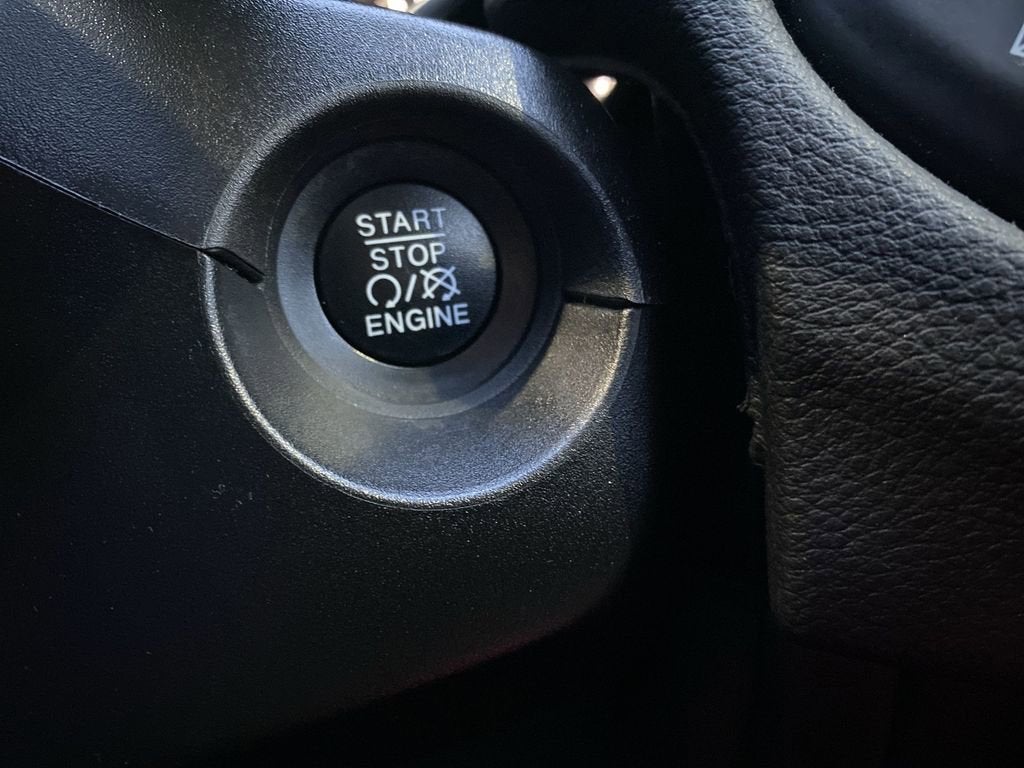 START
STOP
/
ENGINE